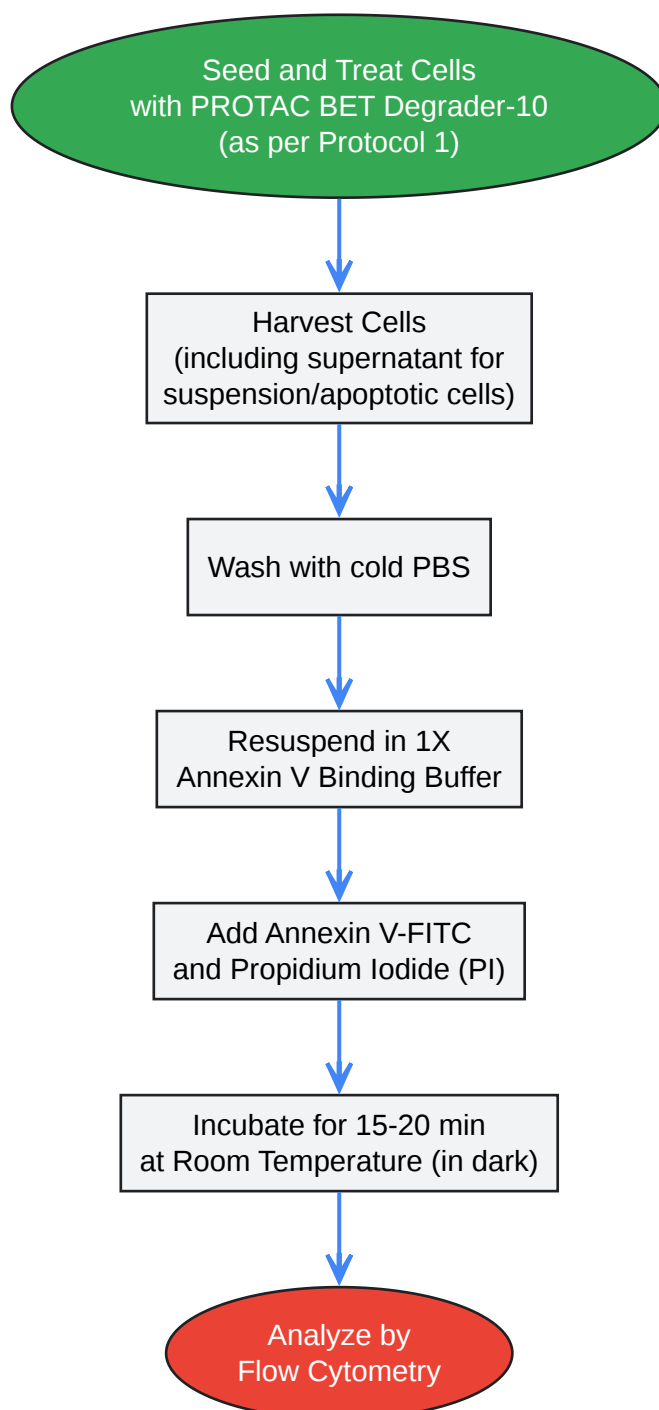 Seed and Treat Cells
with PROTAC BET Degrader-10
(as per Protocol 1)
Harvest Cells
(including supernatant for
suspension/apoptotic cells)
Wash with cold PBS
Resuspend in 1X
Annexin V Binding Buffer
Add Annexin V-FITC
and Propidium Iodide (PI)
Incubate for 15-20 min
at Room Temperature (in dark)
Analyze by
Flow Cytometry